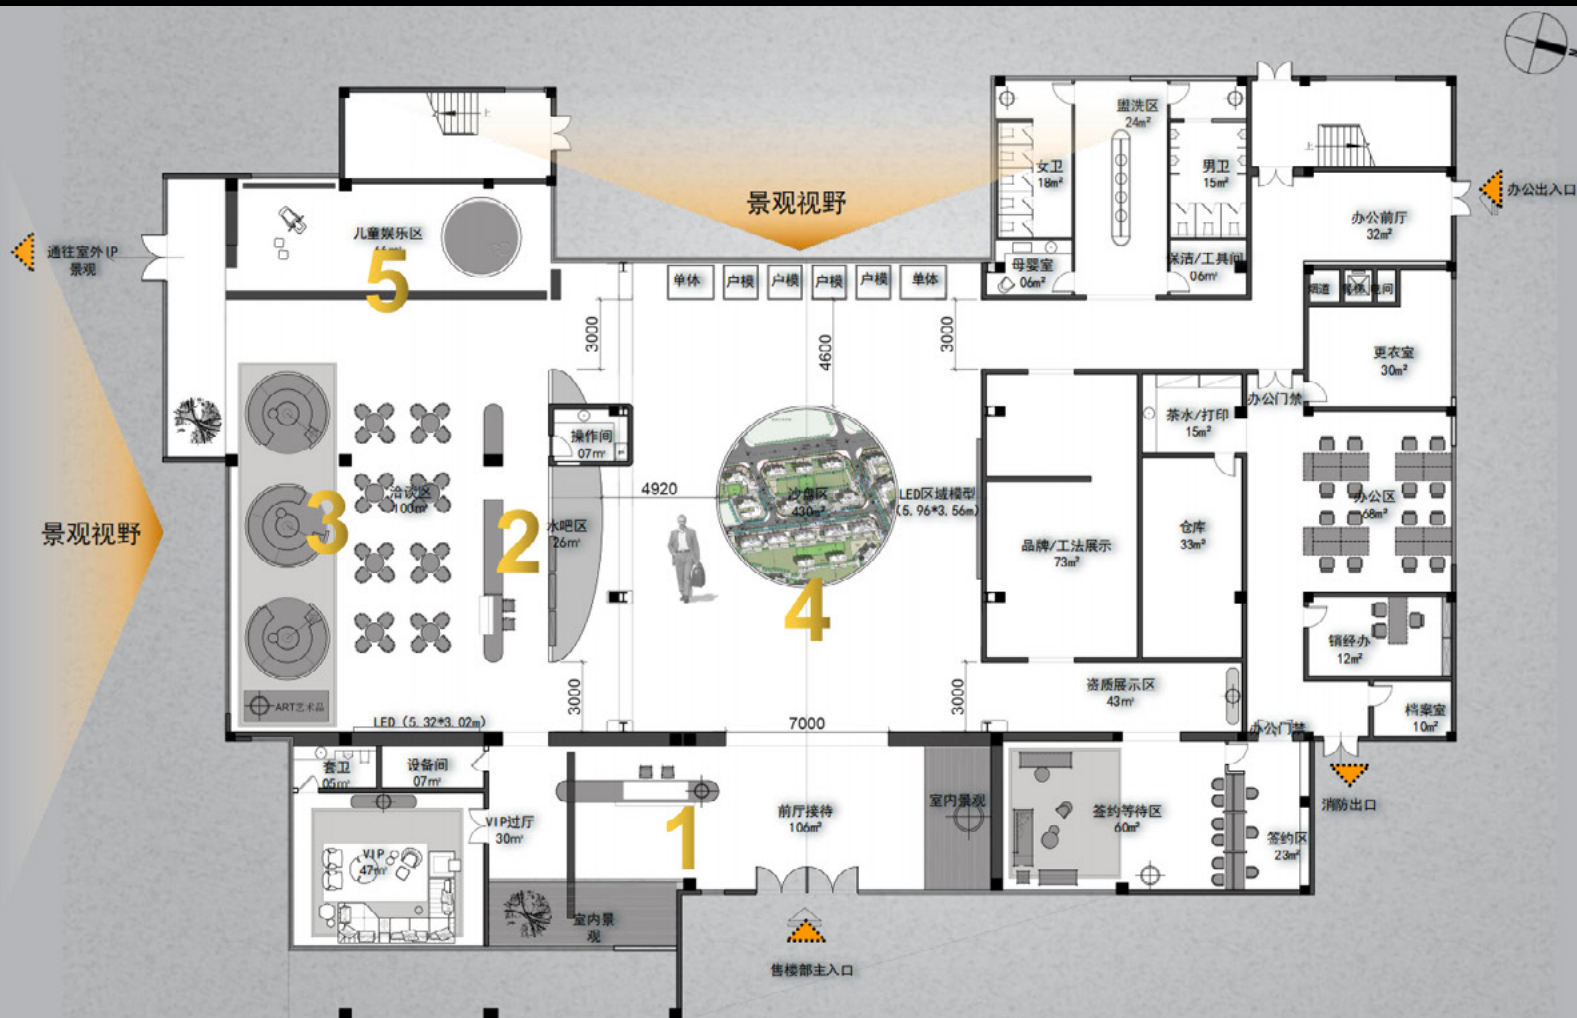 上
盥洗区
24m²
女卫
18m²
男卫
15m²
上
办公出入口
办公前厅
32m²
景观视野
儿童娱乐区
5
通往室外IP
景观
母婴室
06m²
保洁/工具间
06m²
单体
户模
户模
户模
户模
单体
烟道
电间
3000
4600
3000
更衣室
30m²
办公门禁
茶水/打印
15m²
操作间
07m²
洽谈区
100m²
3
2
水吧区
26m²
4920
沙盘区
430m²
LED区域模型
(5.96*3.56m)
4
景观视野
品牌/工法展示
73m²
仓库
33m²
办公区
68m²
销经办
12m²
档案室
10m²
资质展示区
43m²
3000
3000
7000
ART艺术品
LED（5.32*3.02m）
办公门禁
消防出口
套卫
05m²
设备间
07m²
VIP过厅
30m²
VIP
47m²
1
前厅接待
106m²
室内景观
签约等待区
60m²
签约区
23m²
室内景
观
售楼部主入口